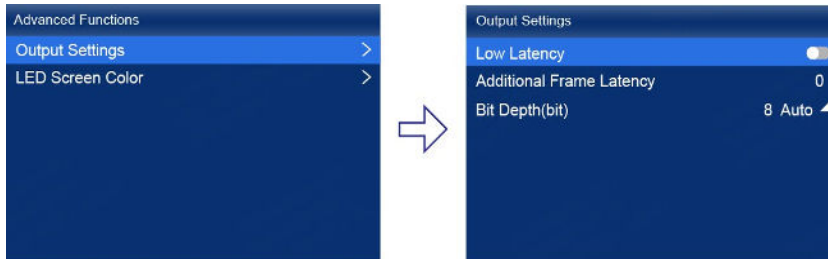 Advanced Functions
Output Settings >
LED Screen Color >
Output Settings
Low Latency
Additional Frame Latency 0
Bit Depth(bit) 8 Auto